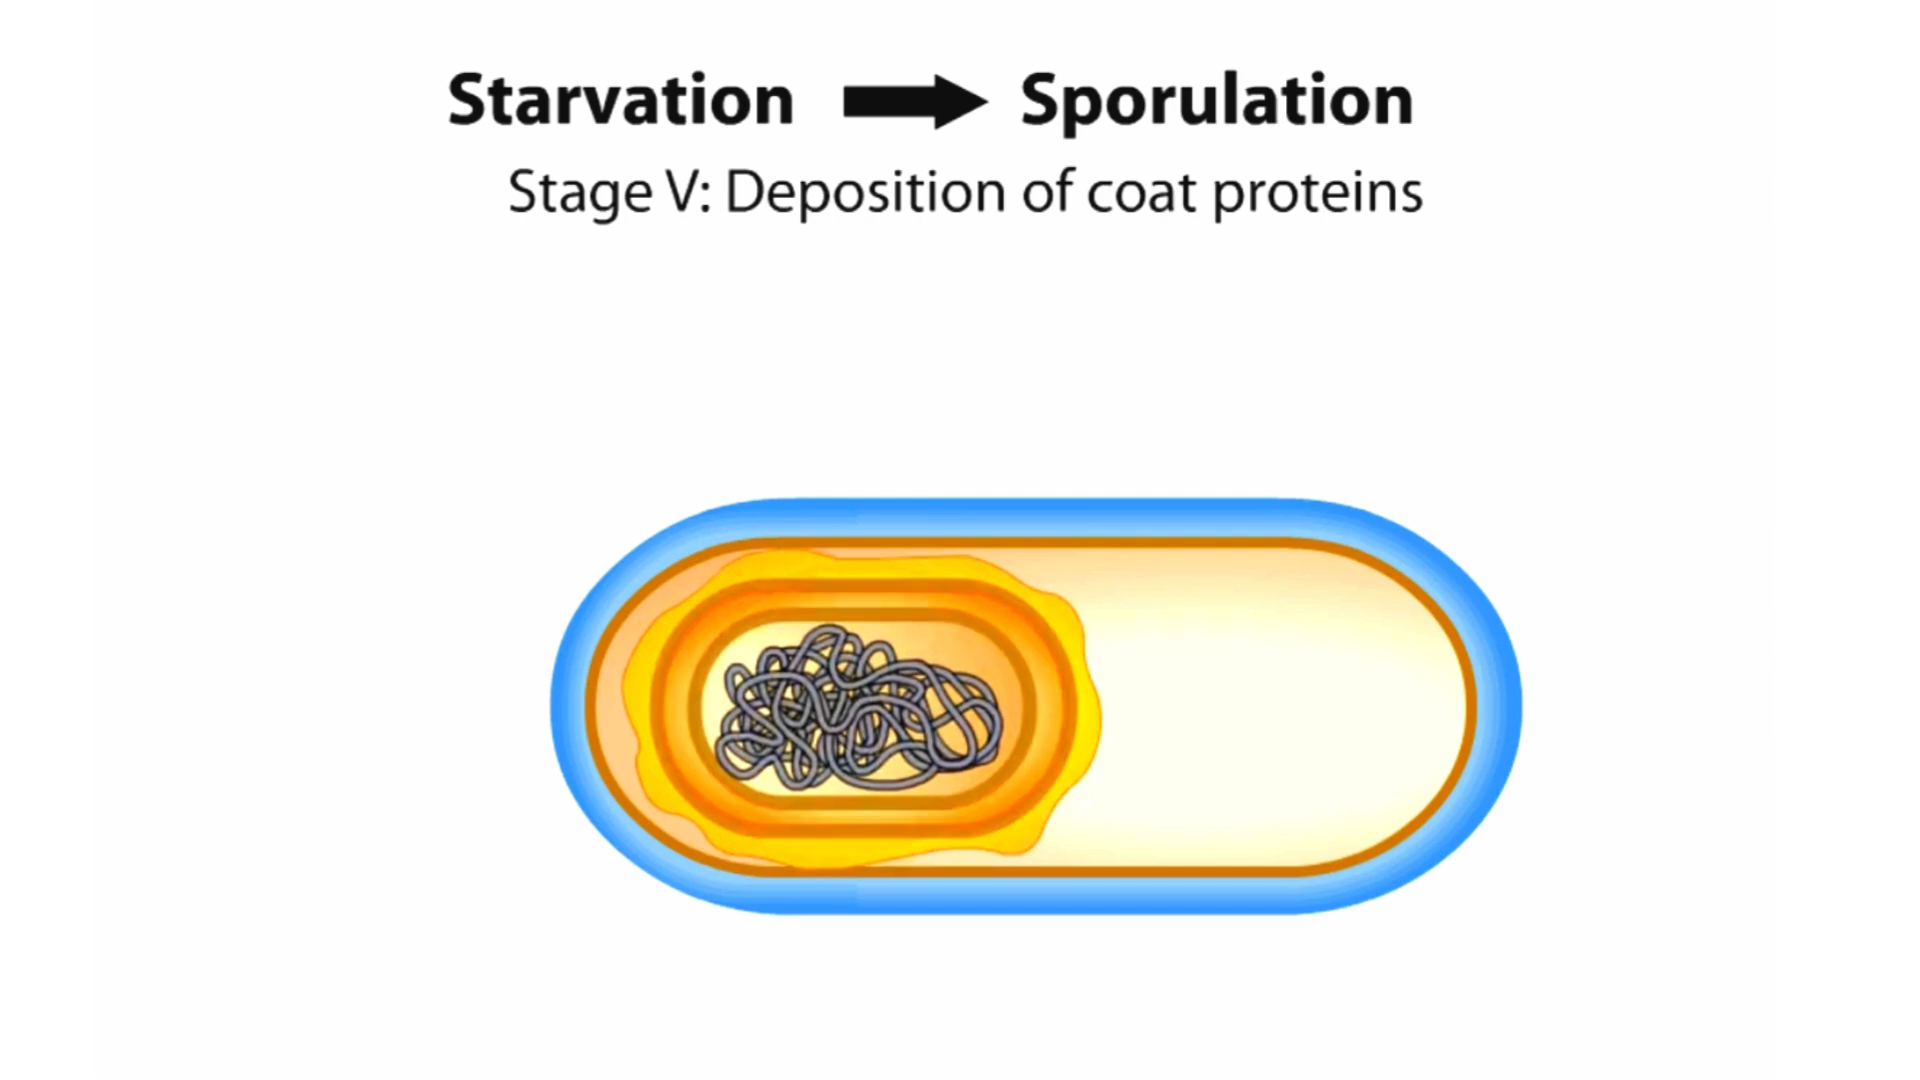 Starvation ➡ Sporulation
Stage V: Deposition of coat proteins